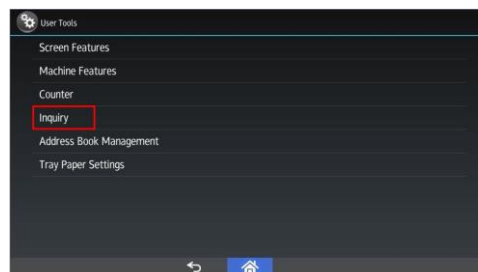 User Tools
Screen Features
Machine Features
Counter
Inquiry
Address Book Management
Tray Paper Settings